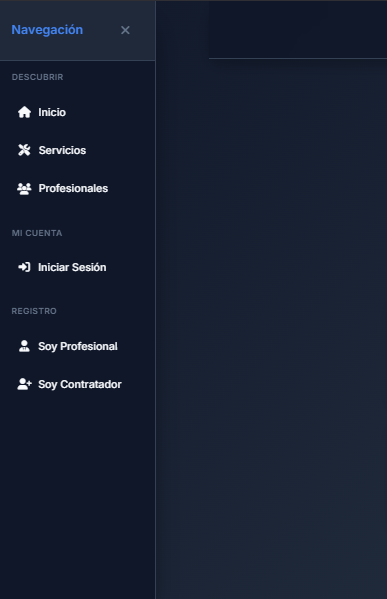 Navegación
DESCUBRIR
Inicio
Servicios
Profesionales
MI CUENTA
Iniciar Sesión
REGISTRO
Soy Profesional
Soy Contratador